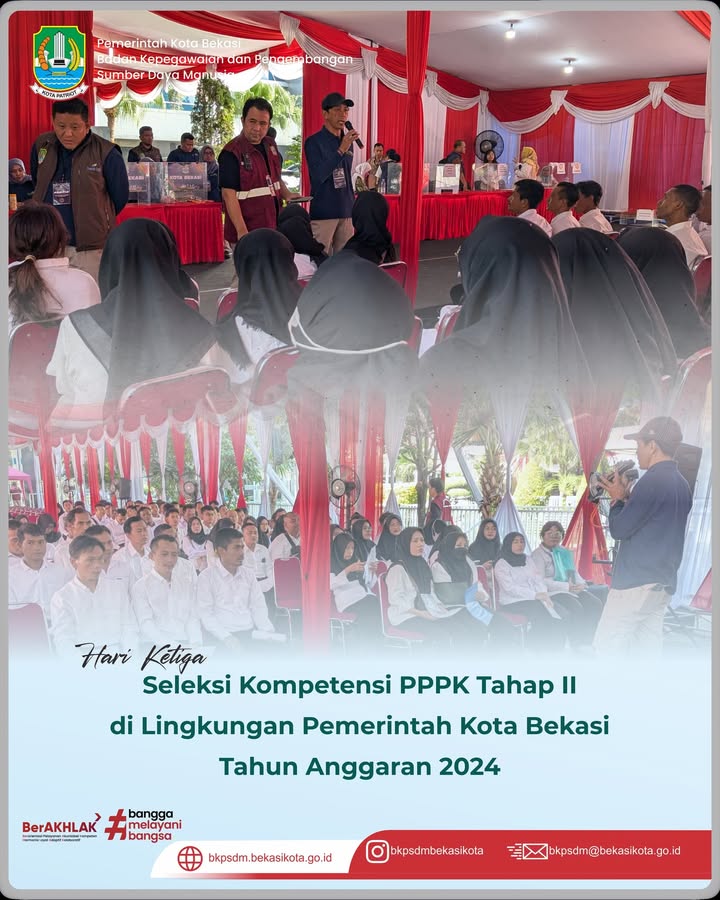 Pemerintah Kota Bekasi
Badan Kepegawaian dan Pengembangan
Sumber Daya Manusia
KOTA PATRIOT
KOTA BEKASI
Hari Ketiga
Seleksi Kompetensi PPPK Tahap II
di Lingkungan Pemerintah Kota Bekasi
Tahun Anggaran 2024
BerAKHLAK
#bangga
melayani
bangsa
bkpsdm.bekasikota.go.id
bkpsdmbekasikota
bkpsdm@bekasikota.go.id